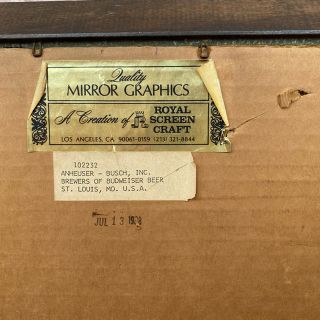 Quality
MIRROR GRAPHICS
A Creation of ROYAL SCREEN CRAFT
LOS ANGELES, CA 90061-0159 (213) 321-8844
102232
ANHEUSER - BUSCH, INC.
BREWERS OF BUDWEISER BEER
ST. LOUIS, MO. U.S.A.
JUL 13